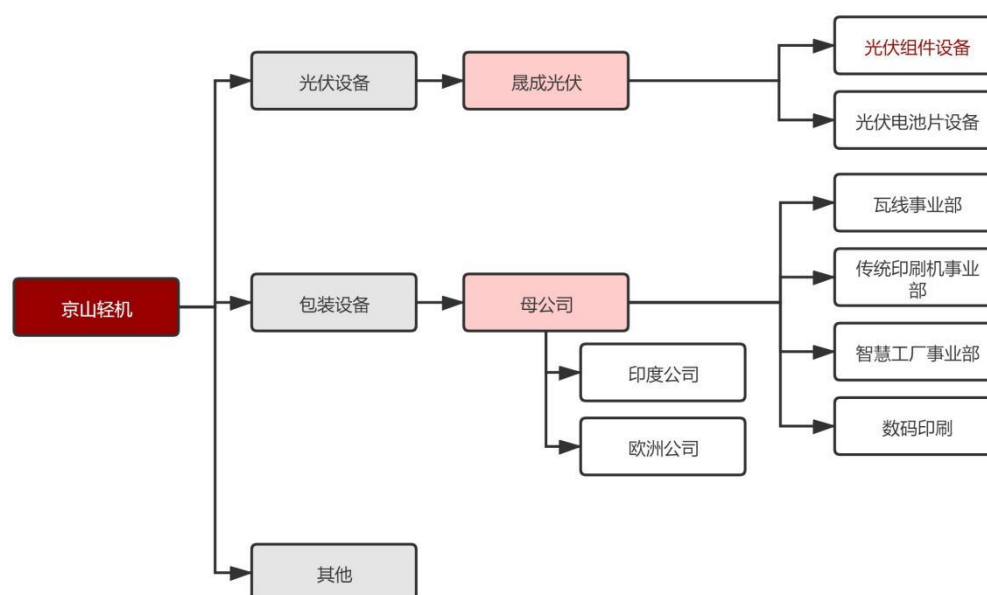 光伏组件设备
光伏设备
晟成光伏
光伏电池片设备
瓦线事业部
传统印刷机事业
部
京山轻机
包装设备
母公司
智慧工厂事业部
印度公司
数码印刷
欧洲公司
其他